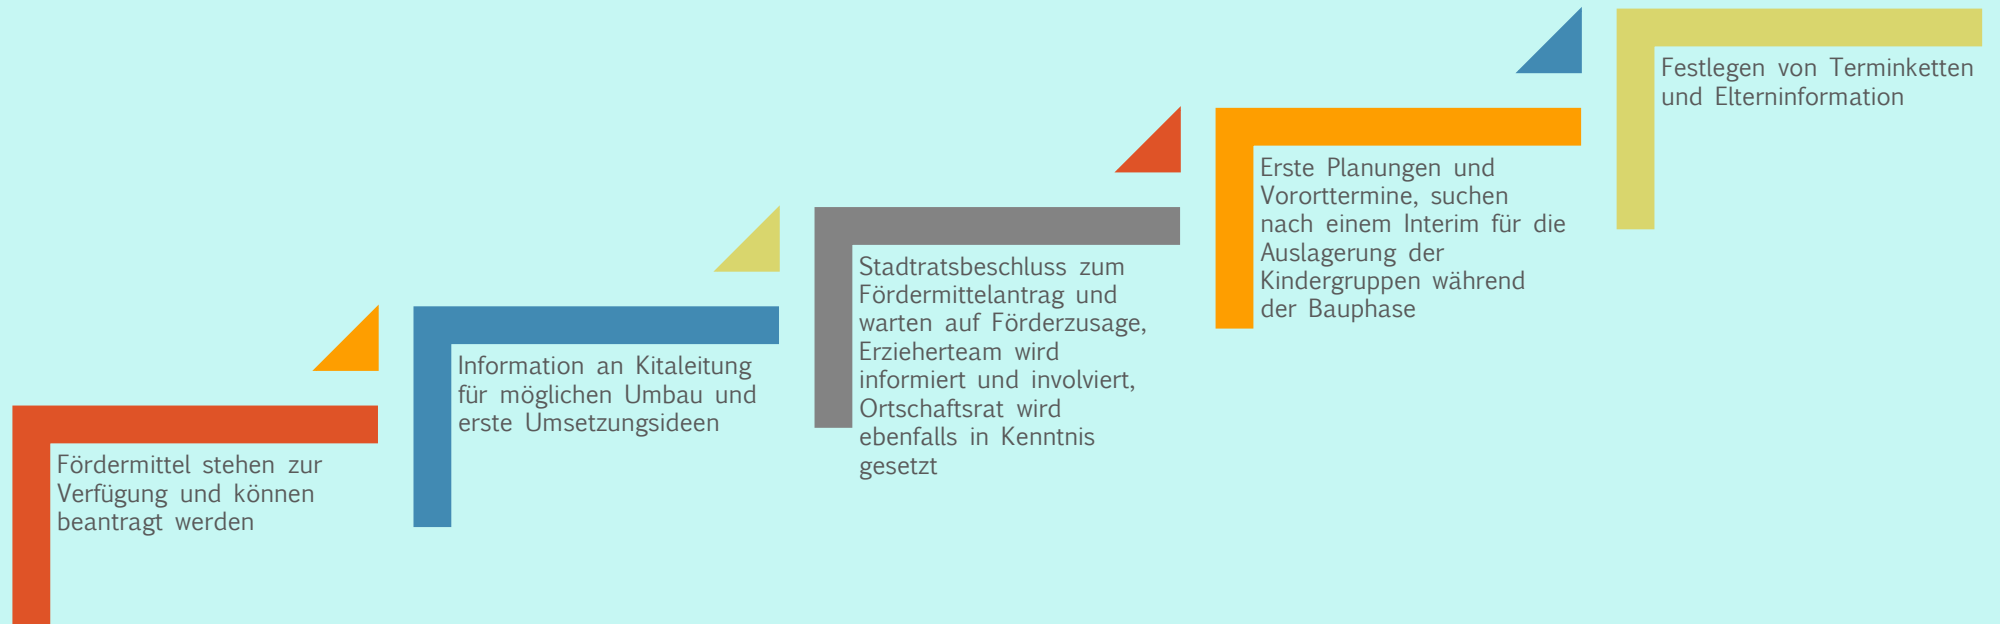 Fördermittel stehen zur
Verfügung und können
beantragt werden
Information an Kitaleitung
für möglichen Umbau und
erste Umsetzungsideen
Stadtratsbeschluss zum
Fördermittelantrag und
warten auf Förderzusage,
Erzieherteam wird
informiert und involviert,
Ortschaftsrat wird
ebenfalls in Kenntnis
gesetzt
Erste Planungen und
Vororttermine, suchen
nach einem Interim für die
Auslagerung der
Kindergruppen während
der Bauphase
Festlegen von Terminketten
und Elterninformation